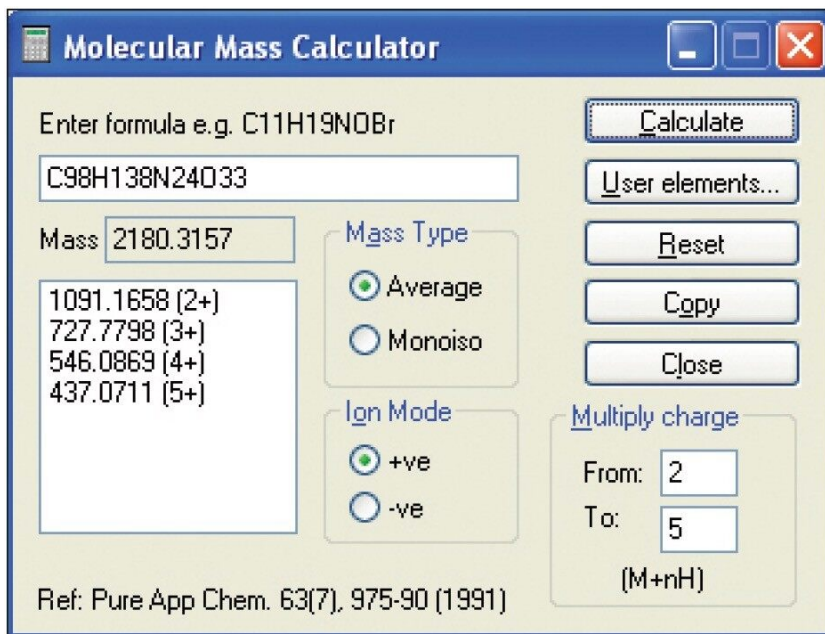 Molecular Mass Calculator
Enter formula e.g. C11H19NOBr
C98H138N24O33
Mass 2180.3157
1091.1658 (2+)
727.7798 (3+)
546.0869 (4+)
437.0711 (5+)
Mass Type
Average
Monoiso
Ion Mode
+ve
-ve
Calculate
User elements...
Reset
Copy
Close
Multiply charge
From: 2
To: 5
(M+nH)
Ref: Pure App Chem. 63(7), 975-90 (1991)